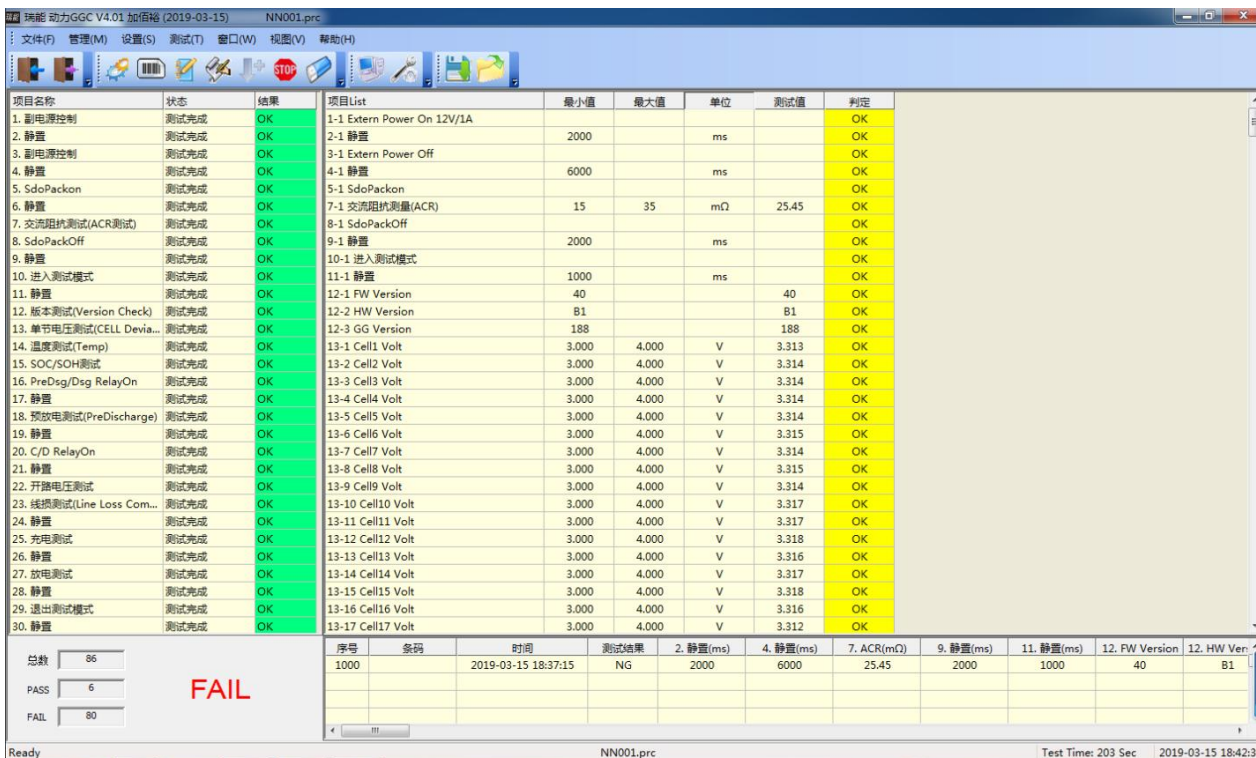 瑞能 动力GGC V4.01 加佰裕 (2019-03-15) NN001.prc
文件(F) 管理(M) 设置(S) 测试(T) 窗口(W) 视图(V) 帮助(H)
STOP
项目名称 状态 结果 项目List 最小值 最大值 单位 测试值 判定
1. 副电源控制 测试完成 OK 1-1 Extern Power On 12V/1A OK
2. 静置 测试完成 OK 2-1 静置 2000 ms OK
3. 副电源控制 测试完成 OK 3-1 Extern Power Off OK
4. 静置 测试完成 OK 4-1 静置 6000 ms OK
5. SdoPackon 测试完成 OK 5-1 SdoPackon OK
6. 静置 测试完成 OK 7-1 交流阻抗测量(ACR) 15 35 mΩ 25.45 OK
7. 交流阻抗测试(ACR测试) 测试完成 OK 8-1 SdoPackOff OK
8. SdoPackOff 测试完成 OK 9-1 静置 2000 ms OK
9. 静置 测试完成 OK 10-1 进入测试模式 OK
10. 进入测试模式 测试完成 OK 11-1 静置 1000 ms OK
11. 静置 测试完成 OK 12-1 FW Version 40 40 OK
12. 版本测试(Version Check) 测试完成 OK 12-2 HW Version B1 B1 OK
13. 单节电压测试(CELL Devia... 测试完成 OK 12-3 GG Version 188 188 OK
14. 温度测试(Temp) 测试完成 OK 13-1 Cell1 Volt 3.000 4.000 V 3.313 OK
15. SOC/SOH测试 测试完成 OK 13-2 Cell2 Volt 3.000 4.000 V 3.314 OK
16. PreDsg/Dsg RelayOn 测试完成 OK 13-3 Cell3 Volt 3.000 4.000 V 3.314 OK
17. 静置 测试完成 OK 13-4 Cell4 Volt 3.000 4.000 V 3.314 OK
18. 预放电测试(PreDischarge) 测试完成 OK 13-5 Cell5 Volt 3.000 4.000 V 3.314 OK
19. 静置 测试完成 OK 13-6 Cell6 Volt 3.000 4.000 V 3.315 OK
20. C/D RelayOn 测试完成 OK 13-7 Cell7 Volt 3.000 4.000 V 3.314 OK
21. 静置 测试完成 OK 13-8 Cell8 Volt 3.000 4.000 V 3.315 OK
22. 开路电压测试 测试完成 OK 13-9 Cell9 Volt 3.000 4.000 V 3.314 OK
23. 线损测试(Line Loss Com... 测试完成 OK 13-10 Cell10 Volt 3.000 4.000 V 3.317 OK
24. 静置 测试完成 OK 13-11 Cell11 Volt 3.000 4.000 V 3.317 OK
25. 充电测试 测试完成 OK 13-12 Cell12 Volt 3.000 4.000 V 3.318 OK
26. 静置 测试完成 OK 13-13 Cell13 Volt 3.000 4.000 V 3.316 OK
27. 放电测试 测试完成 OK 13-14 Cell14 Volt 3.000 4.000 V 3.317 OK
28. 静置 测试完成 OK 13-15 Cell15 Volt 3.000 4.000 V 3.318 OK
29. 退出测试模式 测试完成 OK 13-16 Cell16 Volt 3.000 4.000 V 3.316 OK
30. 静置 测试完成 OK 13-17 Cell17 Volt 3.000 4.000 V 3.312 OK
总数 86
PASS 6
FAIL 80
FAIL
序号 条码 时间 测试结果 2. 静置(ms) 4. 静置(ms) 7. ACR(mΩ) 9. 静置(ms) 11. 静置(ms) 12. FW Version 12. HW Ver
1000 2019-03-15 18:37:15 NG 2000 6000 25.45 2000 1000 40 B1
Ready NN001.prc Test Time: 203 Sec 2019-03-15 18:42:3